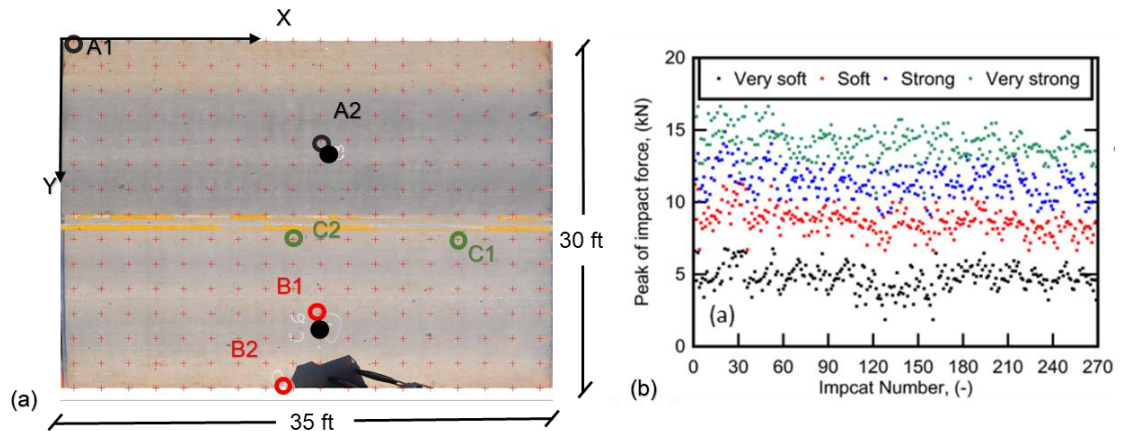 X
A1
A2
Y
C2
C1
30 ft
B1
B2
(a)
35 ft
20
15
10
5
0
Very soft
Soft
Strong
Very strong
Peak of impact force, (kN)
(a)
0 30 60 90 120 150 180 210 240 270
Impcat Number, (-)
(b)